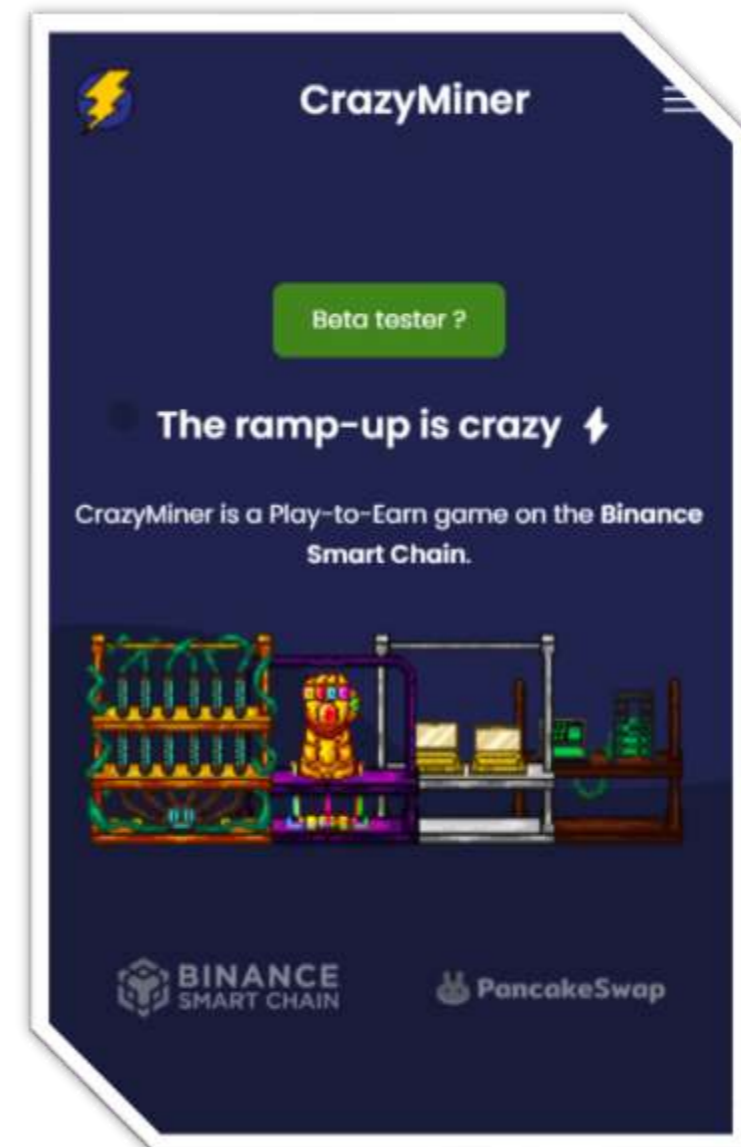 CrazyMiner
Beta tester ?
The ramp-up is crazy
CrazyMiner is a Play-to-Earn game on the Binance
Smart Chain.
BINANCE
SMART CHAIN
PancakeSwap